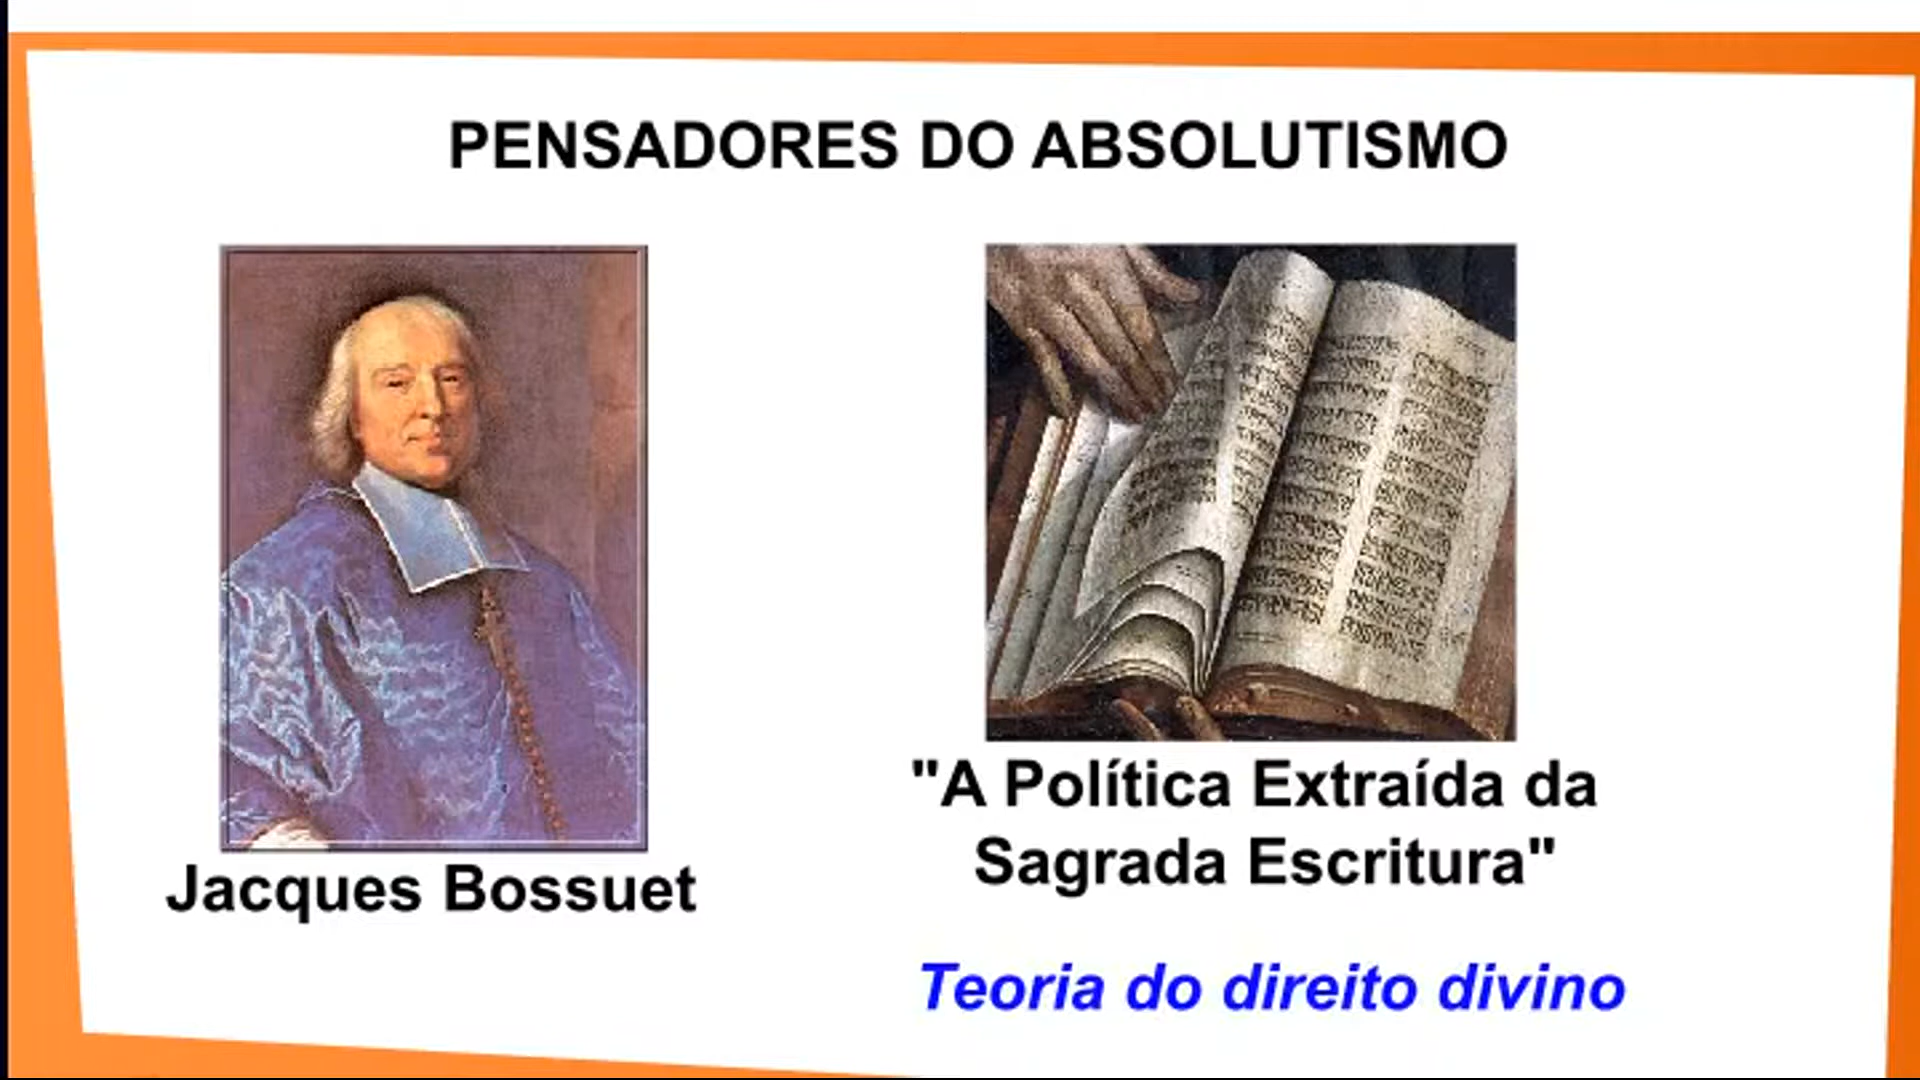 PENSADORES DO ABSOLUTISMO
Jacques Bossuet
"A Política Extraída da
Sagrada Escritura"
Teoria do direito divino